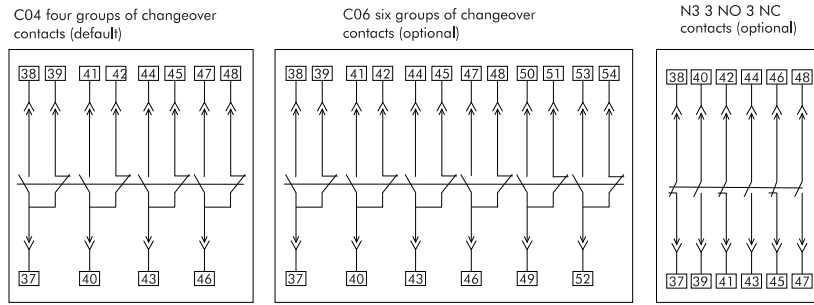 C04 four groups of changeover
contacts (default)
38 39 41 42 44 45 47 48
37 40 43 46
C06 six groups of changeover
contacts (optional)
38 39 41 42 44 45 47 48 50 51 53 54
37 40 43 46 49 52
N3 3 NO 3 NC
contacts (optional)
38 40 42 44 46 48
37 39 41 43 45 47